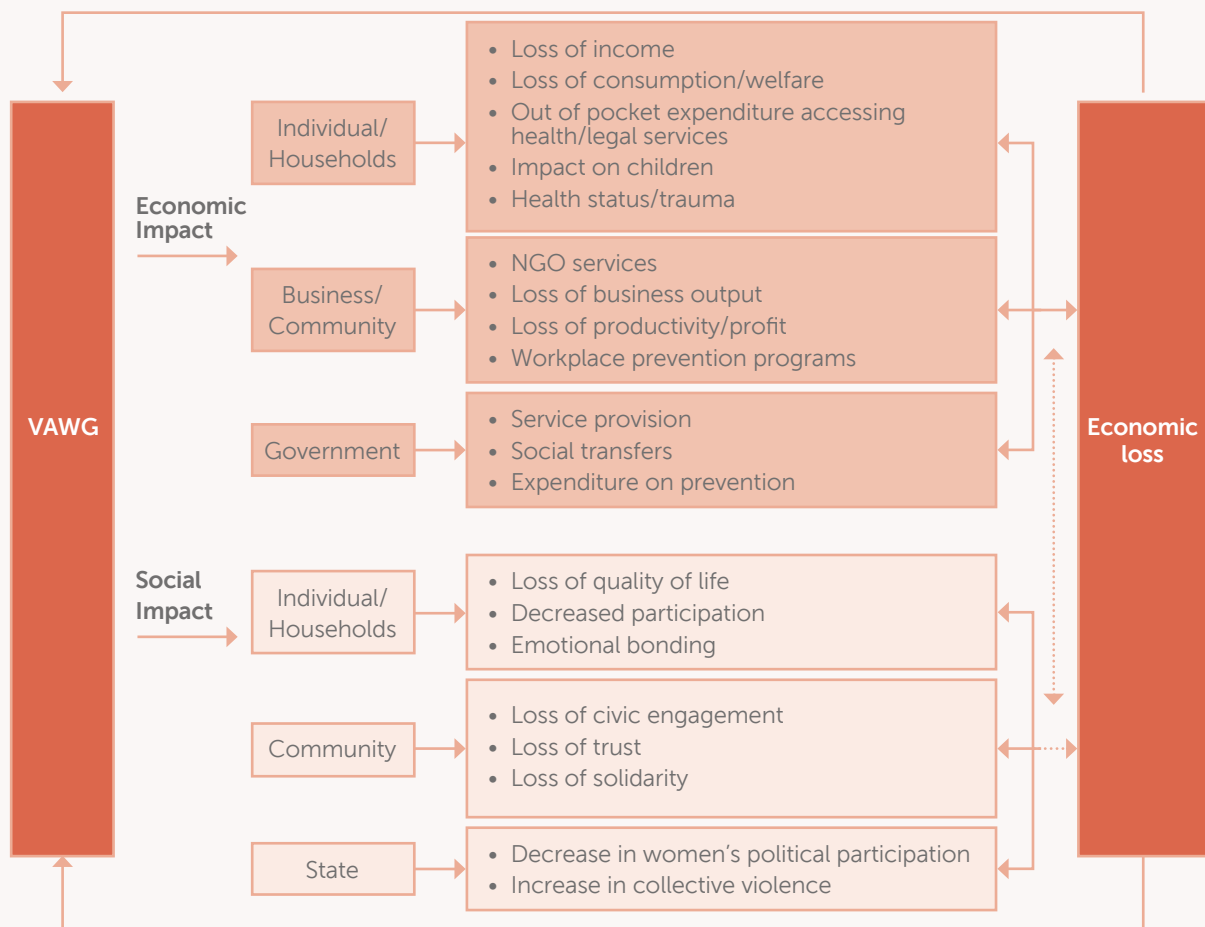 VAWG
Economic
Impact
Individual/
Households
• Loss of income
• Loss of consumption/welfare
• Out of pocket expenditure accessing
health/legal services
• Impact on children
• Health status/trauma
Business/
Community
• NGO services
• Loss of business output
• Loss of productivity/profit
• Workplace prevention programs
Government
• Service provision
• Social transfers
• Expenditure on prevention
Social
Impact
Individual/
Households
• Loss of quality of life
• Decreased participation
• Emotional bonding
Community
• Loss of civic engagement
• Loss of trust
• Loss of solidarity
State
• Decrease in women’s political participation
• Increase in collective violence
Economic
loss